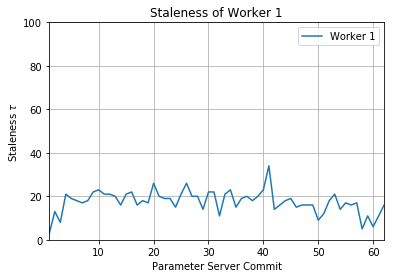 Staleness of Worker 1
Worker 1
100
80
60
40
20
0
Staleness τ
10 20 30 40 50 60
Parameter Server Commit